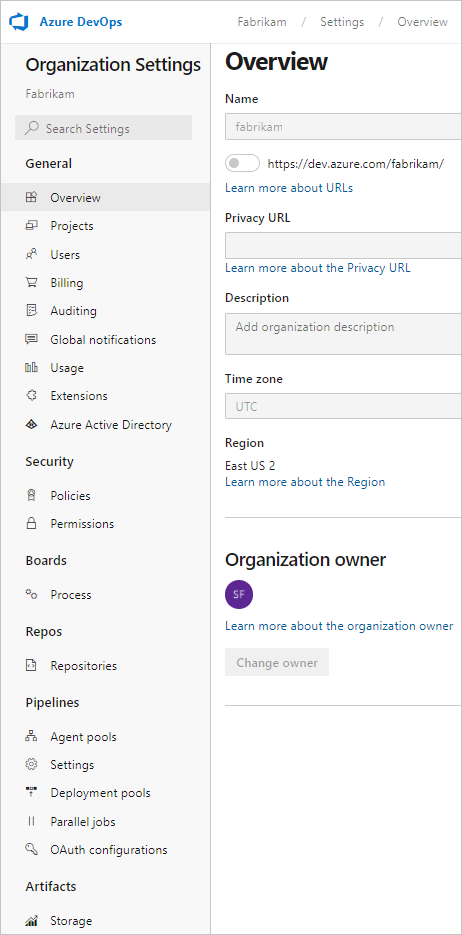 Azure DevOps
Fabrikam / Settings / Overview
Organization Settings
Fabrikam
Search Settings
General
Overview
Projects
Users
Billing
Auditing
Global notifications
Usage
Extensions
Azure Active Directory
Security
Policies
Permissions
Boards
Process
Repos
Repositories
Pipelines
Agent pools
Settings
Deployment pools
Parallel jobs
OAuth configurations
Artifacts
Storage
Overview
Name
fabrikam
https://dev.azure.com/fabrikam/
Learn more about URLs
Privacy URL
Learn more about the Privacy URL
Description
Add organization description
Time zone
UTC
Region
East US 2
Learn more about the Region
Organization owner
SF
Learn more about the organization owner
Change owner